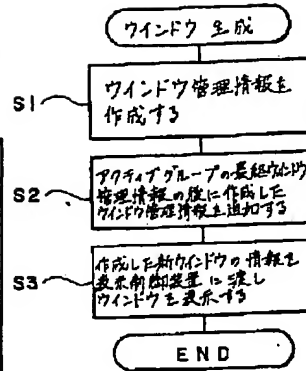 ウインドウ生成
S1
ウインドウ管理情報を
作成する
S2
アクティブグループの最終ウインドウ
管理情報の後に作成した
ウインドウ管理情報を追加する
S3
作成した新ウインドウの情報を
表示制御装置に渡し
ウインドウを表示する
END